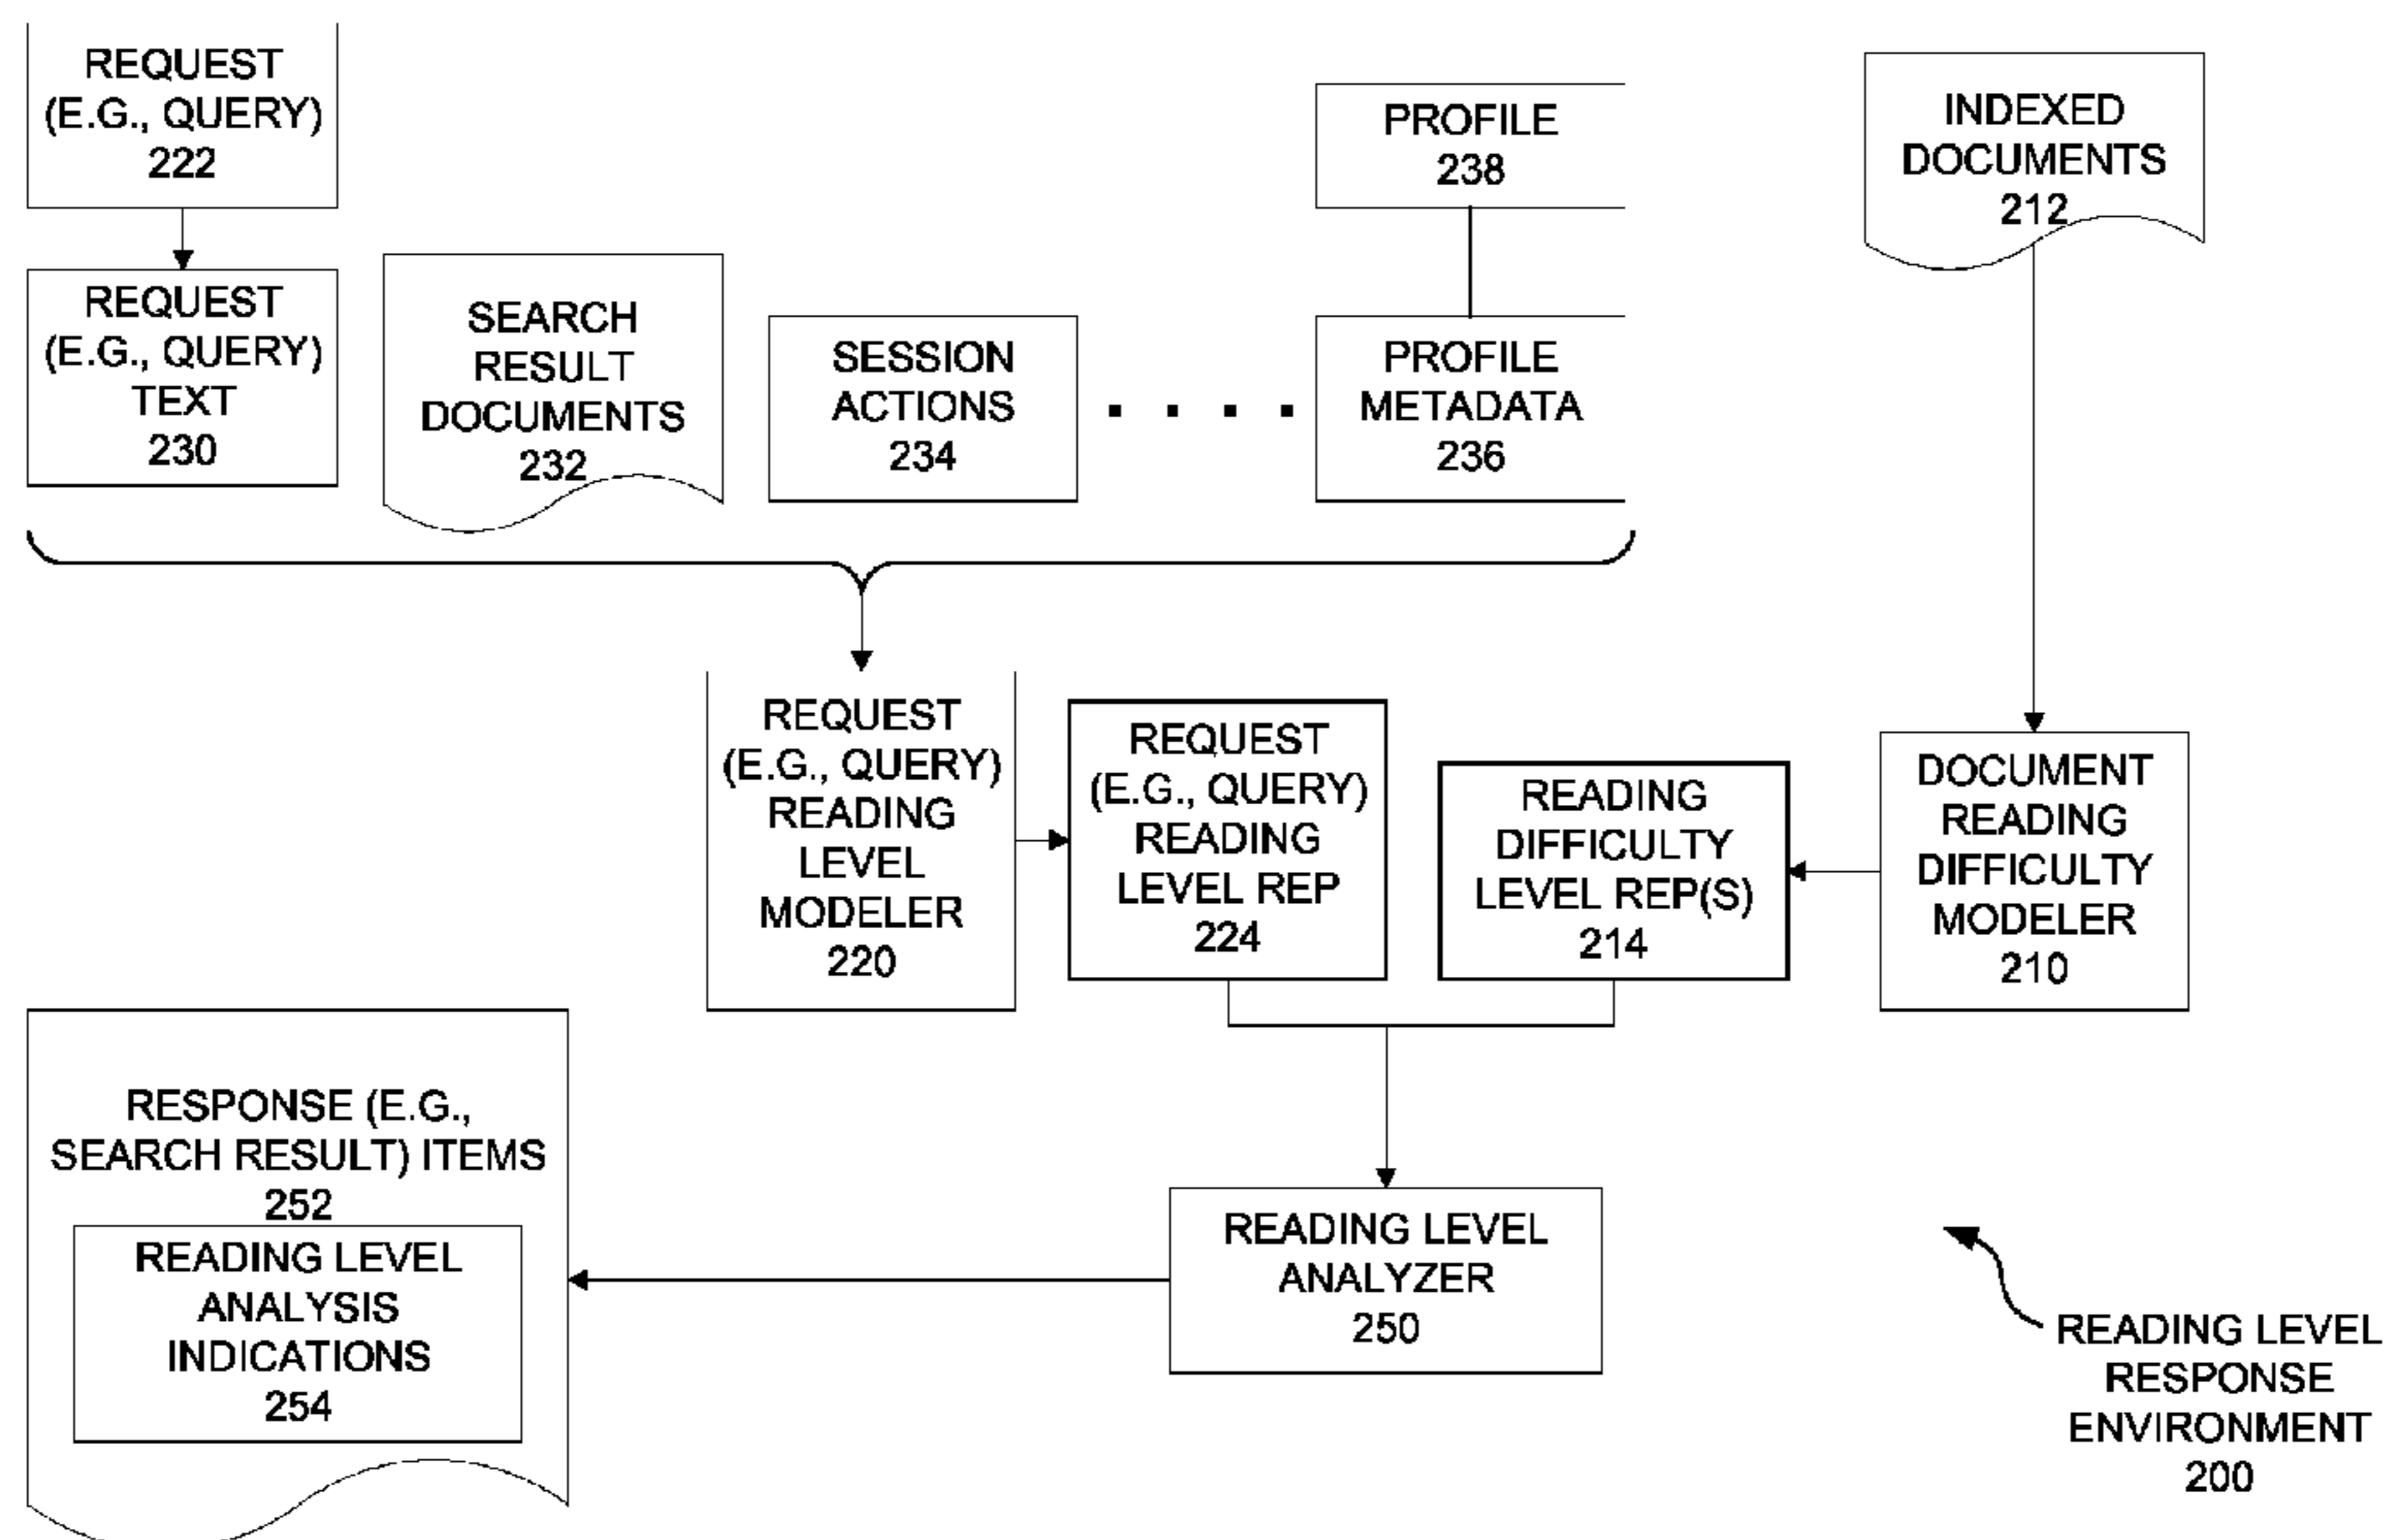 REQUEST
(E.G., QUERY)
222
REQUEST
(E.G., QUERY)
TEXT
230
SEARCH
RESULT
DOCUMENTS
232
SESSION
ACTIONS
234
. . . .
PROFILE
238
PROFILE
METADATA
236
INDEXED
DOCUMENTS
212
REQUEST
(E.G., QUERY)
READING
LEVEL
MODELER
220
REQUEST
(E.G., QUERY)
READING
LEVEL REP
224
READING
DIFFICULTY
LEVEL REP(S)
214
DOCUMENT
READING
DIFFICULTY
MODELER
210
RESPONSE (E.G.,
SEARCH RESULT) ITEMS
252
READING LEVEL
ANALYSIS
INDICATIONS
254
READING LEVEL
ANALYZER
250
READING LEVEL
RESPONSE
ENVIRONMENT
200